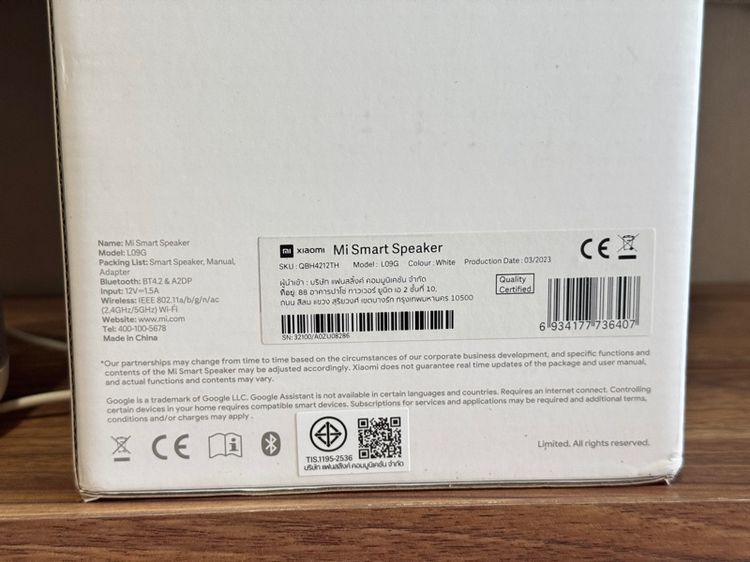 Name: Mi Smart Speaker
Model: L09G
Packing List: Smart Speaker, Manual,
Adapter
Bluetooth: BT4.2 & A2DP
Input: 12V⎓1.5A
Wireless: IEEE 802.11a/b/g/n/ac
(2.4GHz/5GHz) Wi-Fi
Website: www.mi.com
Tel: 400-100-5678
Made in China
mi xiaomi Mi Smart Speaker
SKU : QBH4212TH Model : L09G Colour : White Production Date : 03/2023
ผู้นำเข้า : บริษัท แฟนสลิ้งค์ คอมมูนิเคชั่น จำกัด
ที่อยู่ 88 อาคารปาโซ่ ทาวเวอร์ ยูนิต เอ 2 ชั้นที่ 10,
ถนน สีลม แขวง สุริยวงศ์ เขตบางรัก กรุงเทพมหานคร 10500
Quality
Certified
SN: 32100/A02U08286
CE
6 934177 736407
*Our partnerships may change from time to time based on the circumstances of our corporate business development, and specific functions and
contents of the Mi Smart Speaker may be adjusted accordingly. Xiaomi does not guarantee real time updates of the package and user manual,
and actual functions and contents may vary.
Google is a trademark of Google LLC. Google Assistant is not available in certain languages and countries. Requires an internet connect. Controlling
certain devices in your home requires compatible smart devices. Subscriptions for services and applications may be required and additional terms,
conditions and/or charges may apply .
CE
TIS.1195-2536
บริษัท แฟนสลิ้งค์ คอมมูนิเคชั่น จำกัด
Limited. All rights reserved.